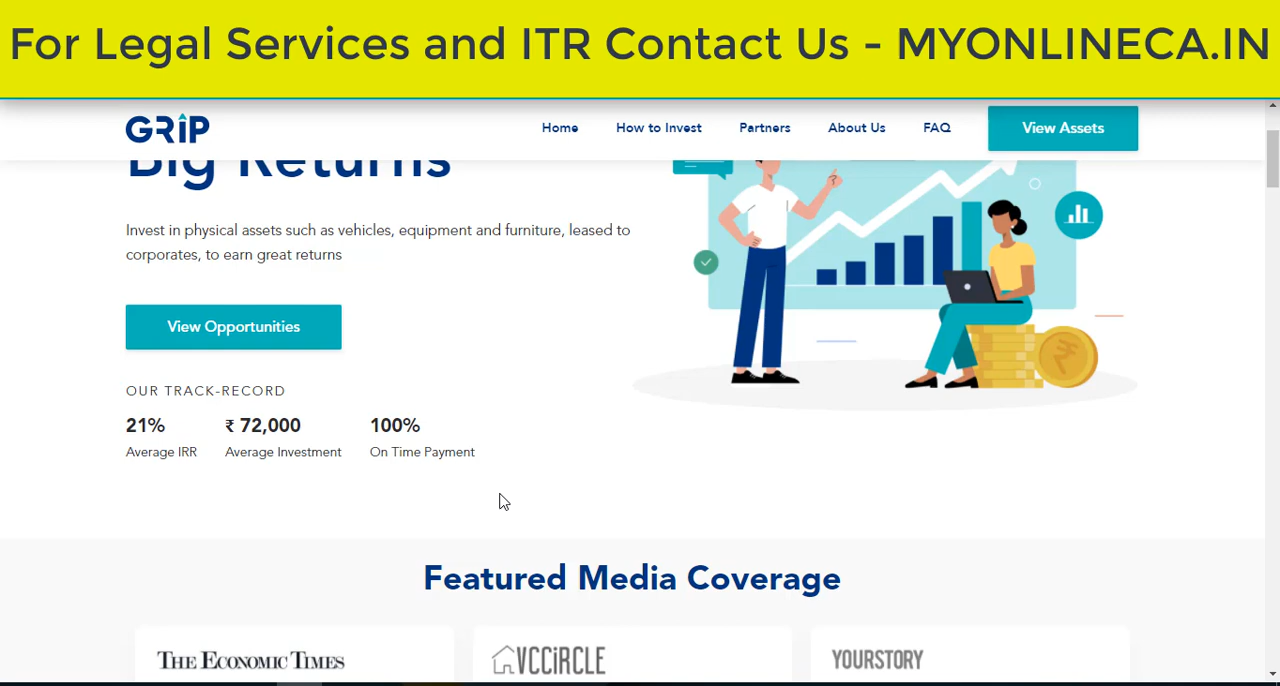 For Legal Services and ITR Contact Us - MYONLINECA.IN
GRIP
Home
How to Invest
Partners
About Us
FAQ
View Assets
Big Returns
Invest in physical assets such as vehicles, equipment and furniture, leased to
corporates, to earn great returns
View Opportunities
OUR TRACK-RECORD
21%
₹ 72,000
100%
Average IRR
Average Investment
On Time Payment
Featured Media Coverage
THE ECONOMIC TIMES
VCCIRCLE
YOURSTORY